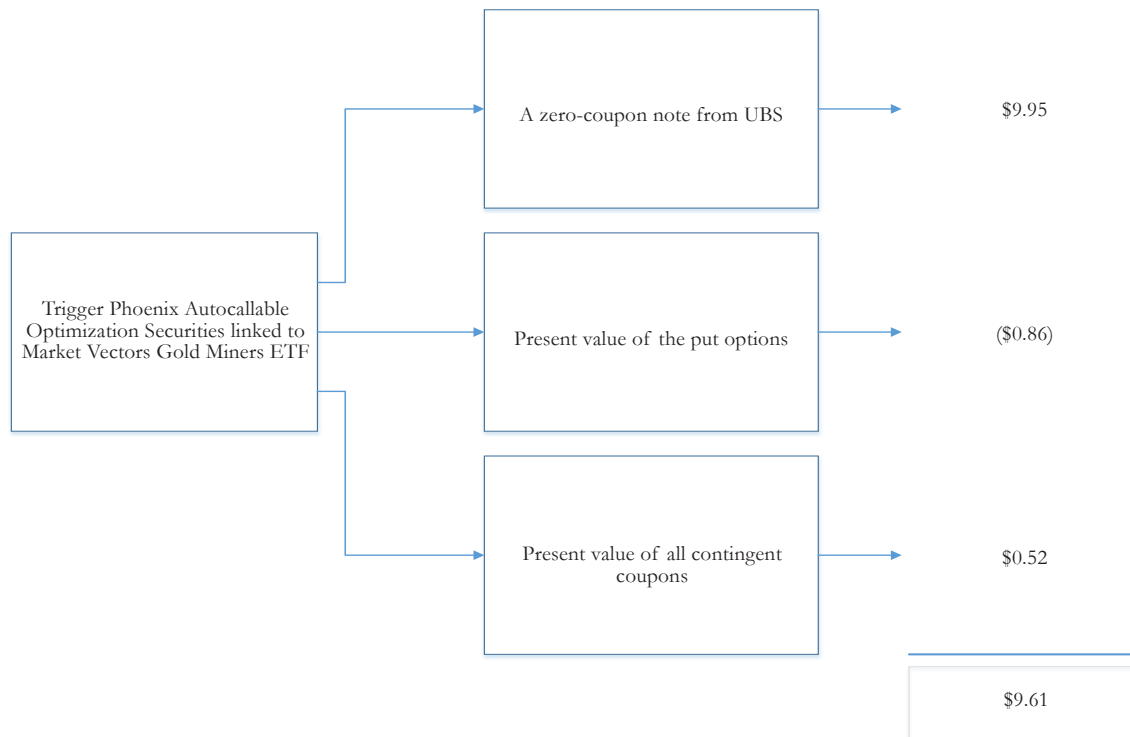 A zero-coupon note from UBS
$9.95
Trigger Phoenix Autocallable
Optimization Securities linked to
Market Vectors Gold Miners ETF
Present value of the put options
($0.86)
Present value of all contingent
coupons
$0.52
$9.61